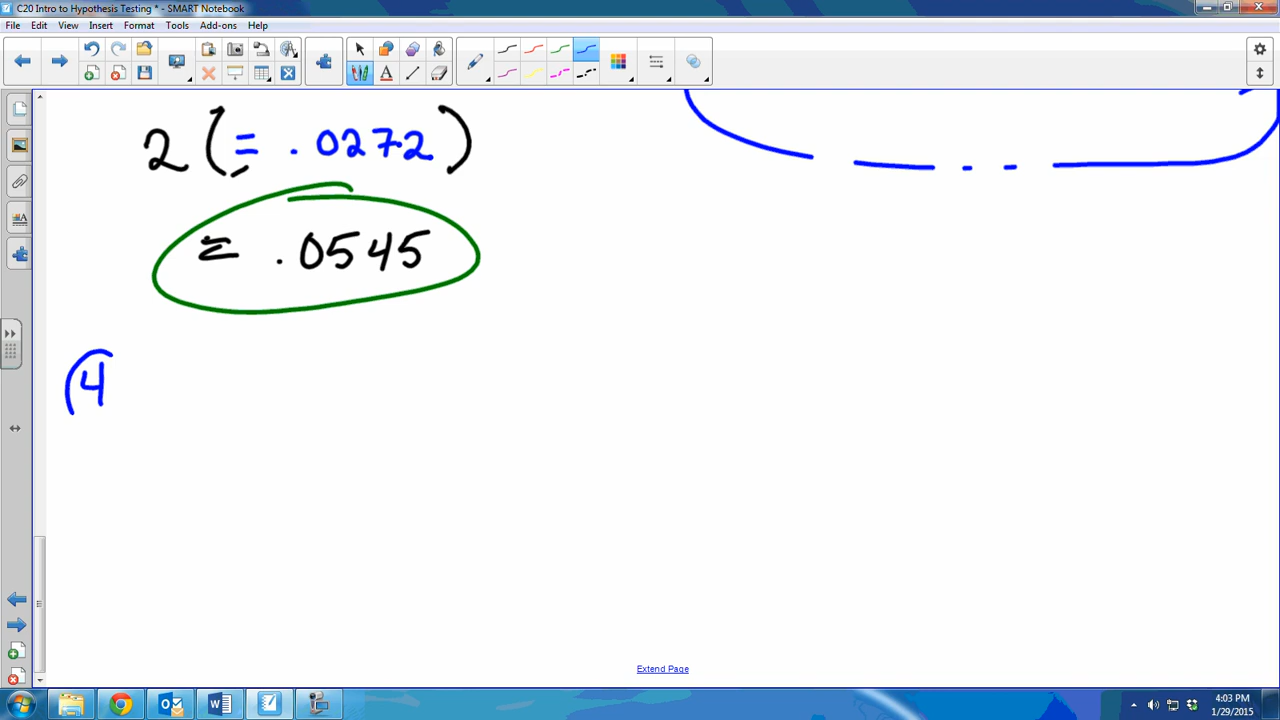 C20 Intro to Hypothesis Testing * - SMART Notebook
File Edit View Insert Format Tools Add-ons Help
2 (= .0272)
= .0545
(4
Extend Page
4:03 PM
1/29/2015